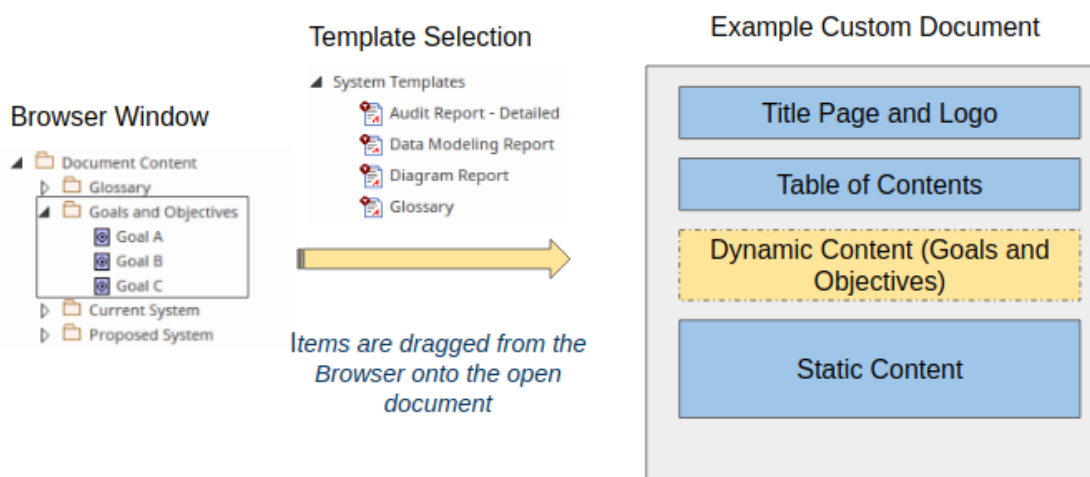 Browser Window
Document Content
Glossary
Goals and Objectives
Goal A
Goal B
Goal C
Current System
Proposed System
Template Selection
System Templates
Audit Report - Detailed
Data Modeling Report
Diagram Report
Glossary
Items are dragged from the
Browser onto the open
document
Example Custom Document
Title Page and Logo
Table of Contents
Dynamic Content (Goals and
Objectives)
Static Content